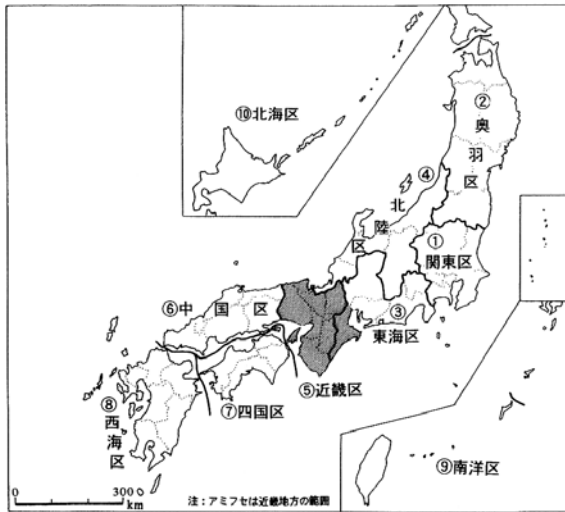 ⑩北海区
②
奥
羽
区
④
北
陸
区
①
関東区
③
東海区
⑥中国区
⑤近畿区
⑦四国区
⑧
西
海
区
⑨南洋区
0 300
km
注：アミフセは近畿地方の範囲